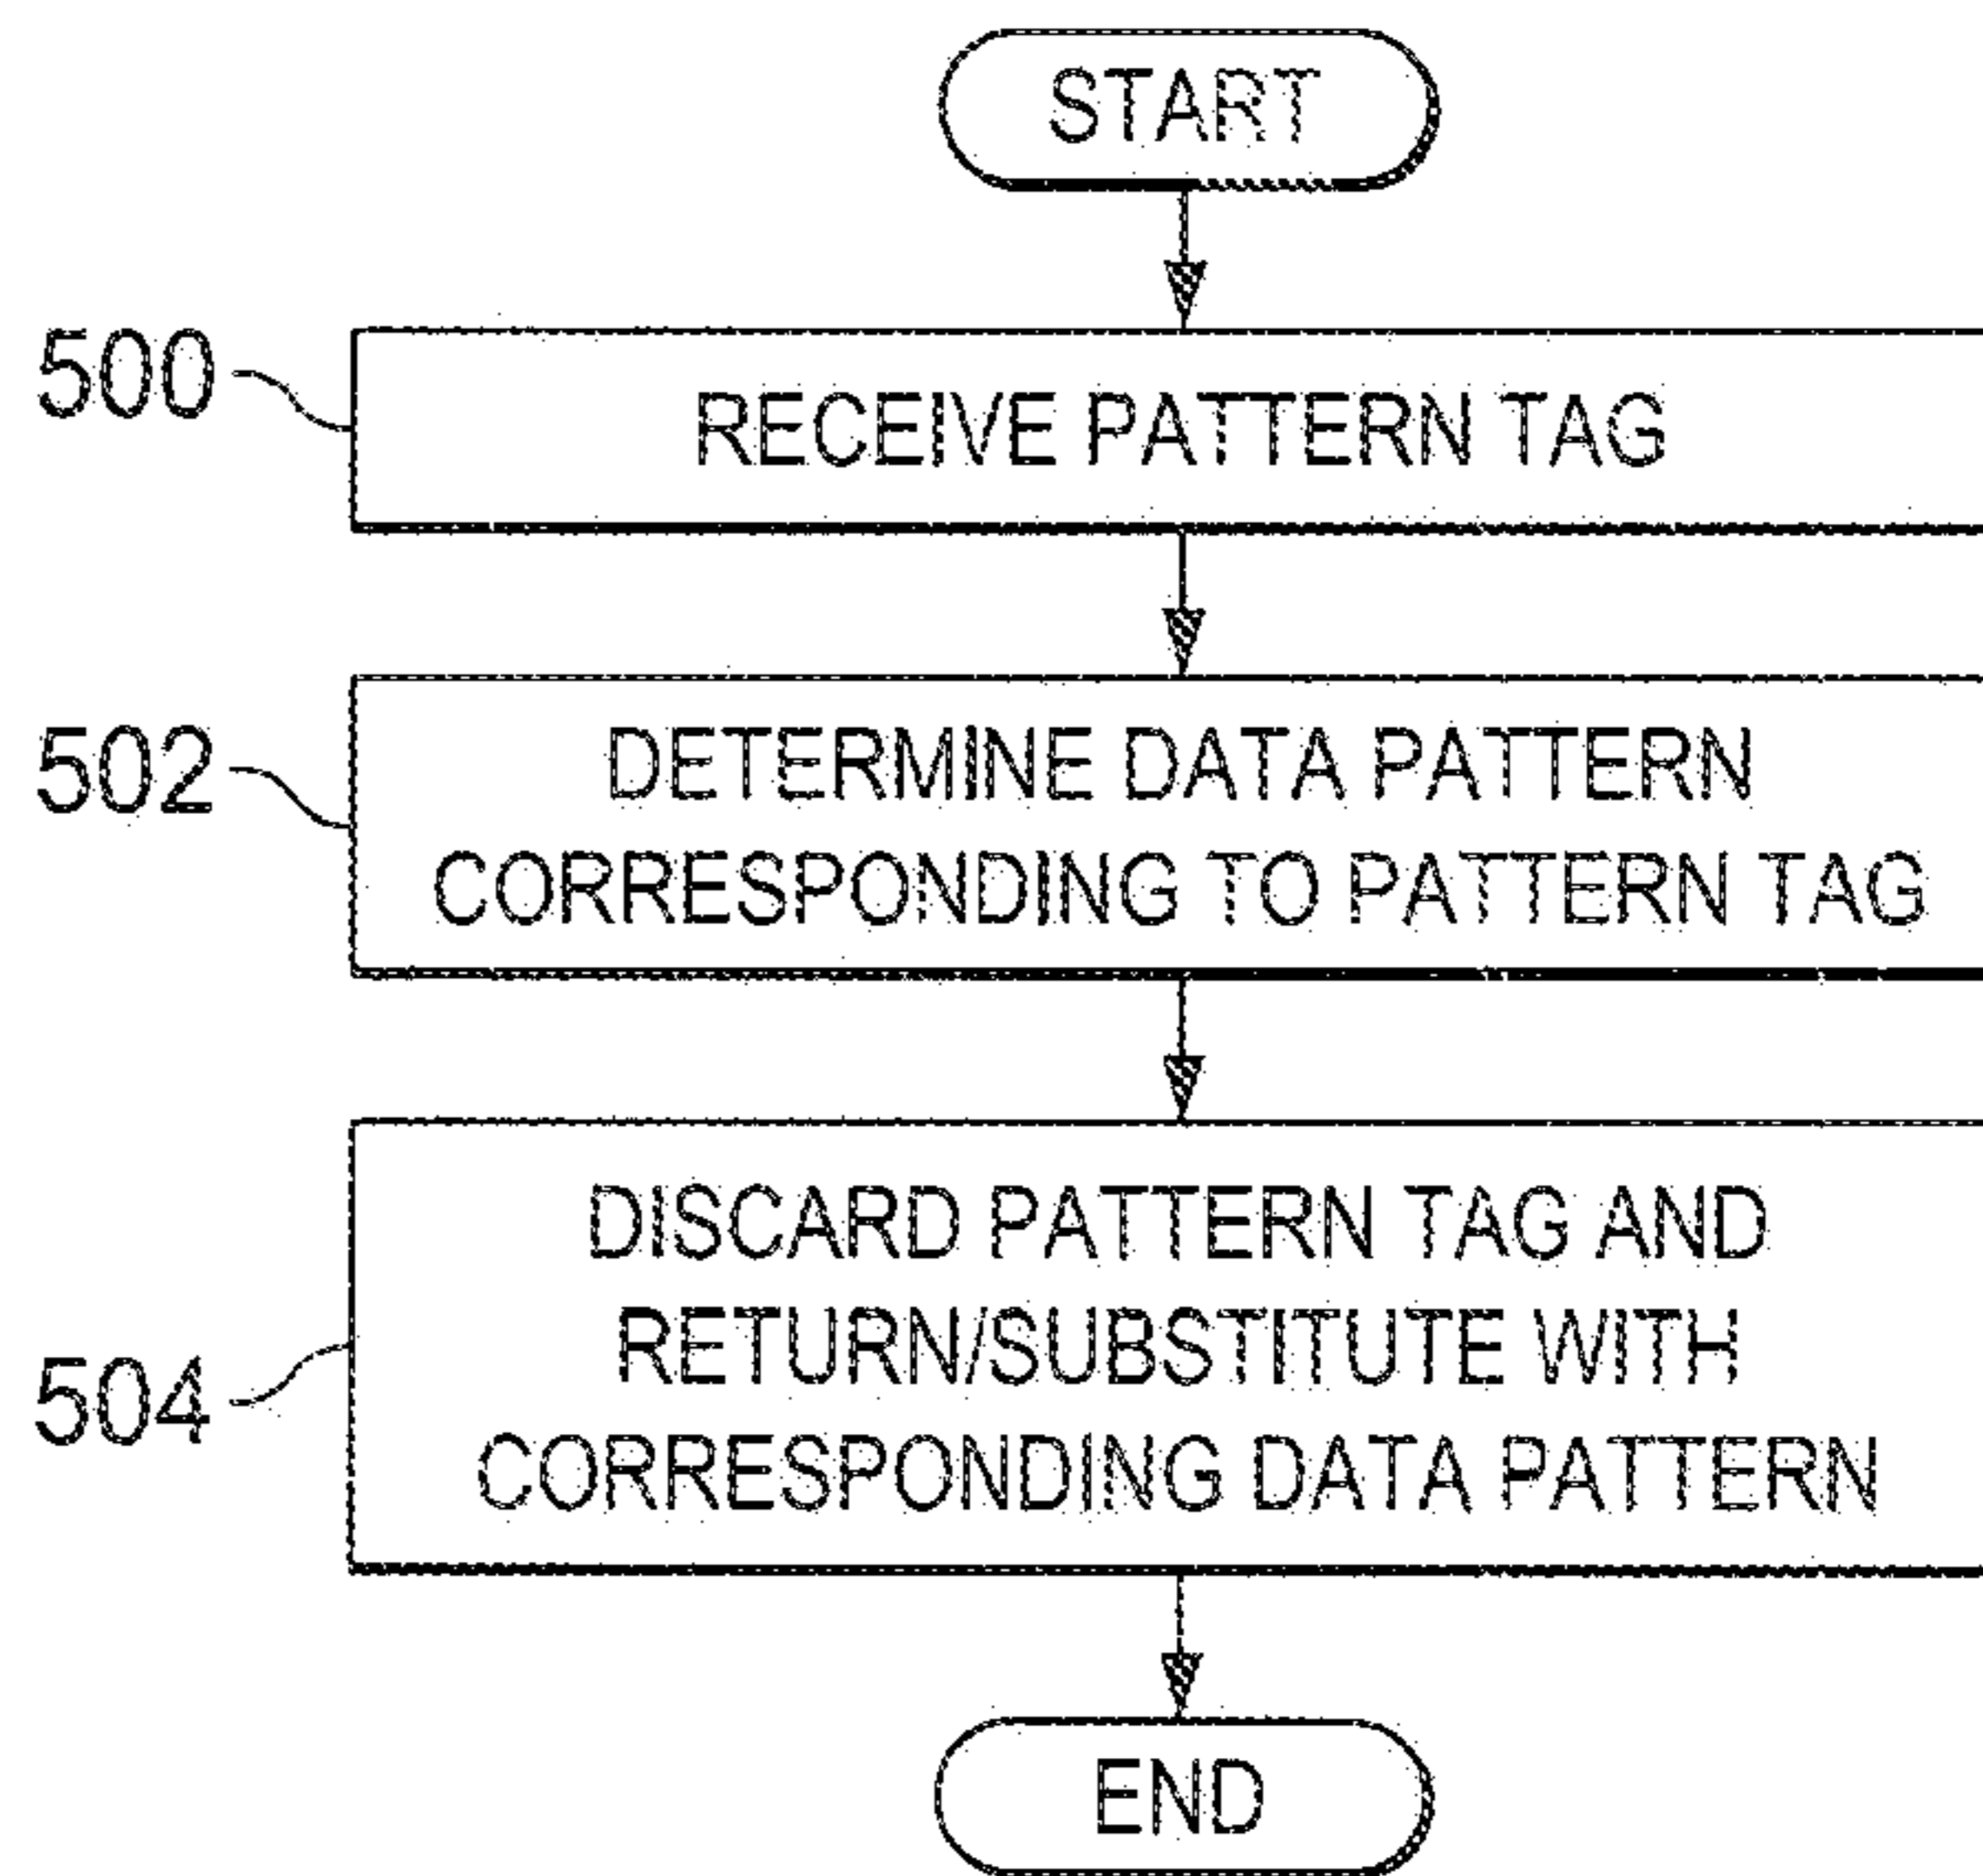 START
500
RECEIVE PATTERN TAG
502
DETERMINE DATA PATTERN
CORRESPONDING TO PATTERN TAG
504
DISCARD PATTERN TAG AND
RETURN/SUBSTITUTE WITH
CORRESPONDING DATA PATTERN
END